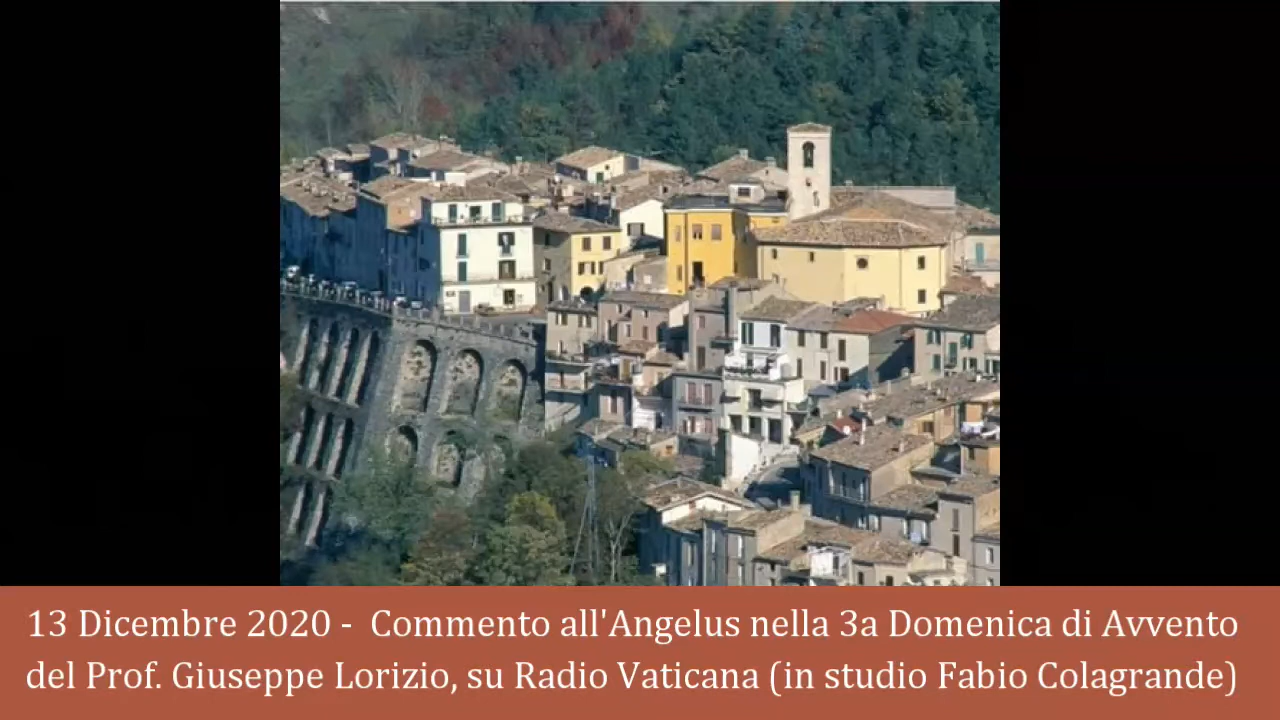 13 Dicembre 2020 -  Commento all'Angelus nella 3a Domenica di Avvento
del Prof. Giuseppe Lorizio, su Radio Vaticana (in studio Fabio Colagrande)